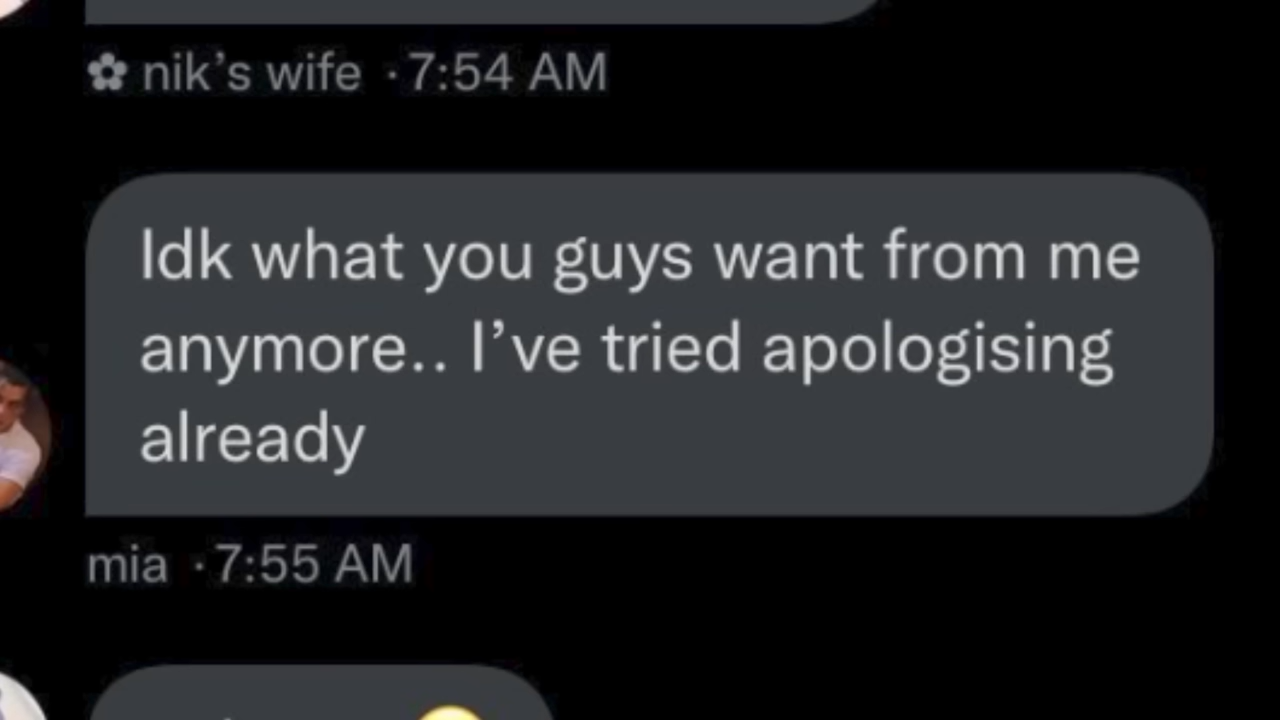 ✿ nik’s wife · 7:54 AM
Idk what you guys want from me
anymore.. I’ve tried apologising
already
mia · 7:55 AM